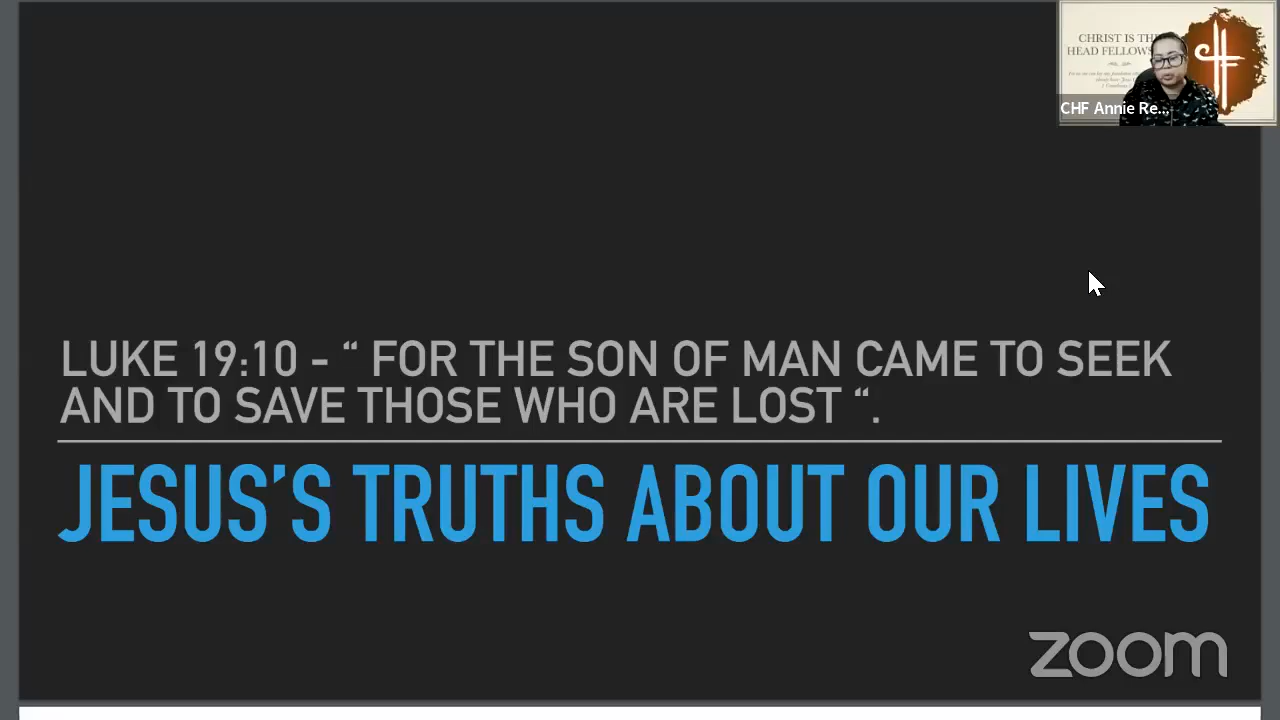 CHRIST IS THE
HEAD FELLOWS
CHF Annie Re...
LUKE 19:10 - “ FOR THE SON OF MAN CAME TO SEEK
AND TO SAVE THOSE WHO ARE LOST “.
JESUS’S TRUTHS ABOUT OUR LIVES
zoom